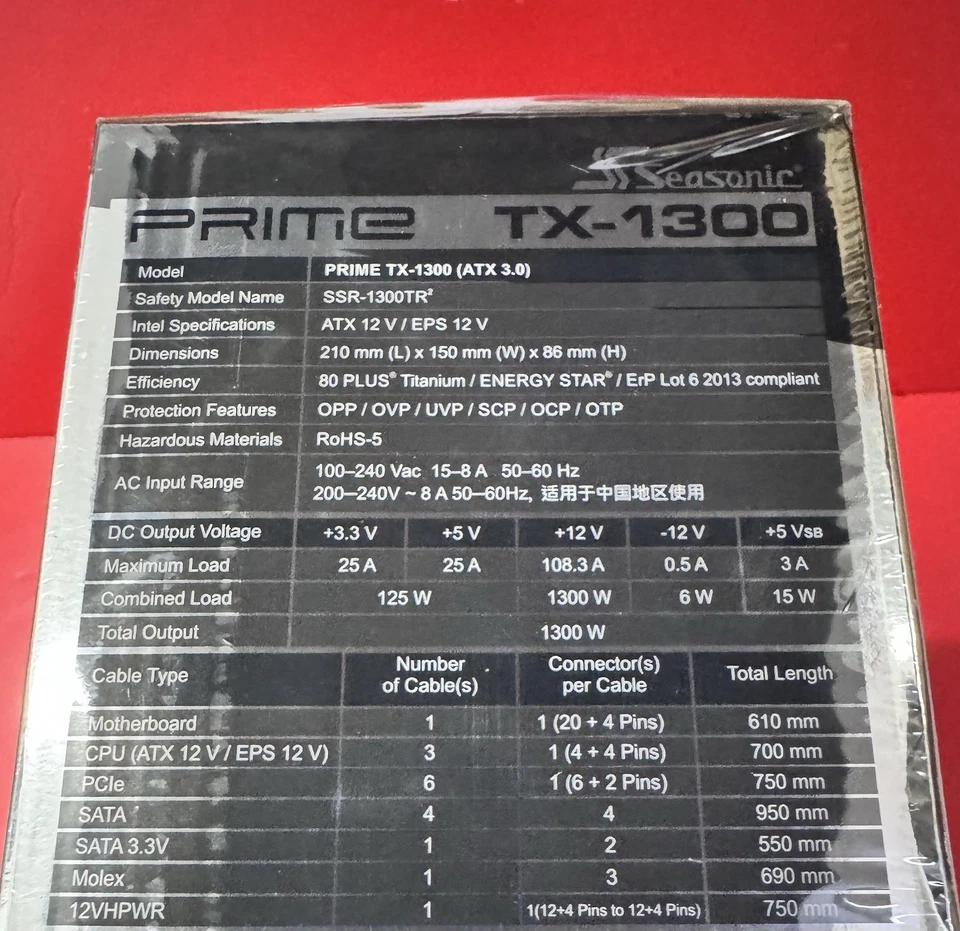 Seasonic®
PRIME TX-1300
Model PRIME TX-1300 (ATX 3.0)
Safety Model Name SSR-1300TR²
Intel Specifications ATX 12 V / EPS 12 V
Dimensions 210 mm (L) x 150 mm (W) x 86 mm (H)
Efficiency 80 PLUS® Titanium / ENERGY STAR® / ErP Lot 6 2013 compliant
Protection Features OPP / OVP / UVP / SCP / OCP / OTP
Hazardous Materials RoHS-5
AC Input Range 100–240 Vac 15–8 A 50–60 Hz
200–240V ~ 8 A 50–60Hz, 适用于中国地区使用
DC Output Voltage +3.3 V +5 V +12 V -12 V +5 VSB
Maximum Load 25 A 25 A 108.3 A 0.5 A 3 A
Combined Load 125 W 1300 W 6 W 15 W
Total Output 1300 W
Cable Type Number of Cable(s) Connector(s) per Cable Total Length
Motherboard 1 1 (20 + 4 Pins) 610 mm
CPU (ATX 12 V / EPS 12 V) 3 1 (4 + 4 Pins) 700 mm
PCIe 6 1 (6 + 2 Pins) 750 mm
SATA 4 4 950 mm
SATA 3.3V 1 2 550 mm
Molex 1 3 690 mm
12VHPWR 1 1(12+4 Pins to 12+4 Pins) 750 mm